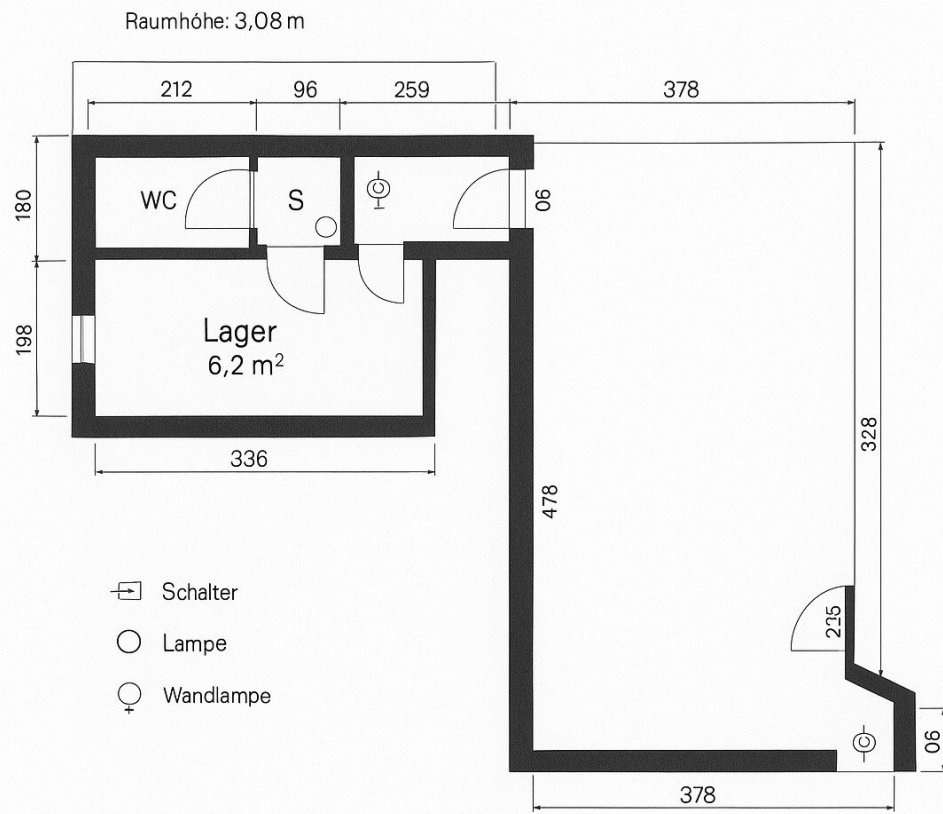 Raumhöhe: 3,08 m
212
96
259
378
180
WC
S
C
90
198
Lager
6,2 m²
336
478
328
225
Schalter
Lampe
Wandlampe
C
90
378